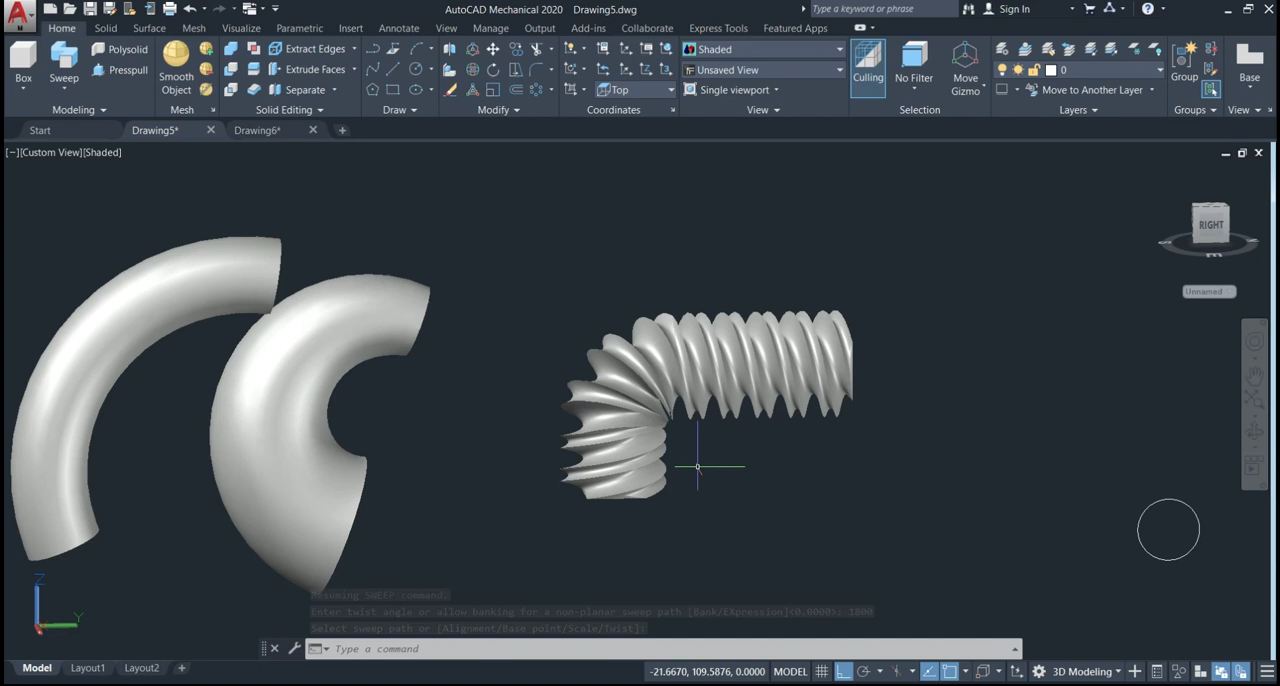 AutoCAD Mechanical 2020 Drawing5.dwg
Type a keyword or phrase
Sign In
Home Solid Surface Mesh Visualize Parametric Insert Annotate View Manage Output Add-ins Collaborate Express Tools Featured Apps
Box
Sweep
Polysolid
Presspull
Modeling
Smooth
Object
Mesh
Extract Edges
Extrude Faces
Separate
Solid Editing
Draw
Modify
Top
Coordinates
Shaded
Unsaved View
Single viewport
View
Culling
No Filter
Move
Gizmo
Selection
0
Move to Another Layer
Layers
Group
Groups
Base
View
Start Drawing5* Drawing6*
[−][Custom View][Shaded]
RIGHT
Unnamed
Z
Y
Assuming SWEEP command.
Enter twist angle or allow banking for a non-planar sweep path [Bank/EXpression]<0.0000>: 1800
Select sweep path or [Alignment/Base point/Scale/Twist]:
Type a command
Model Layout1 Layout2
-21.6670, 109.5876, 0.0000 MODEL
3D Modeling